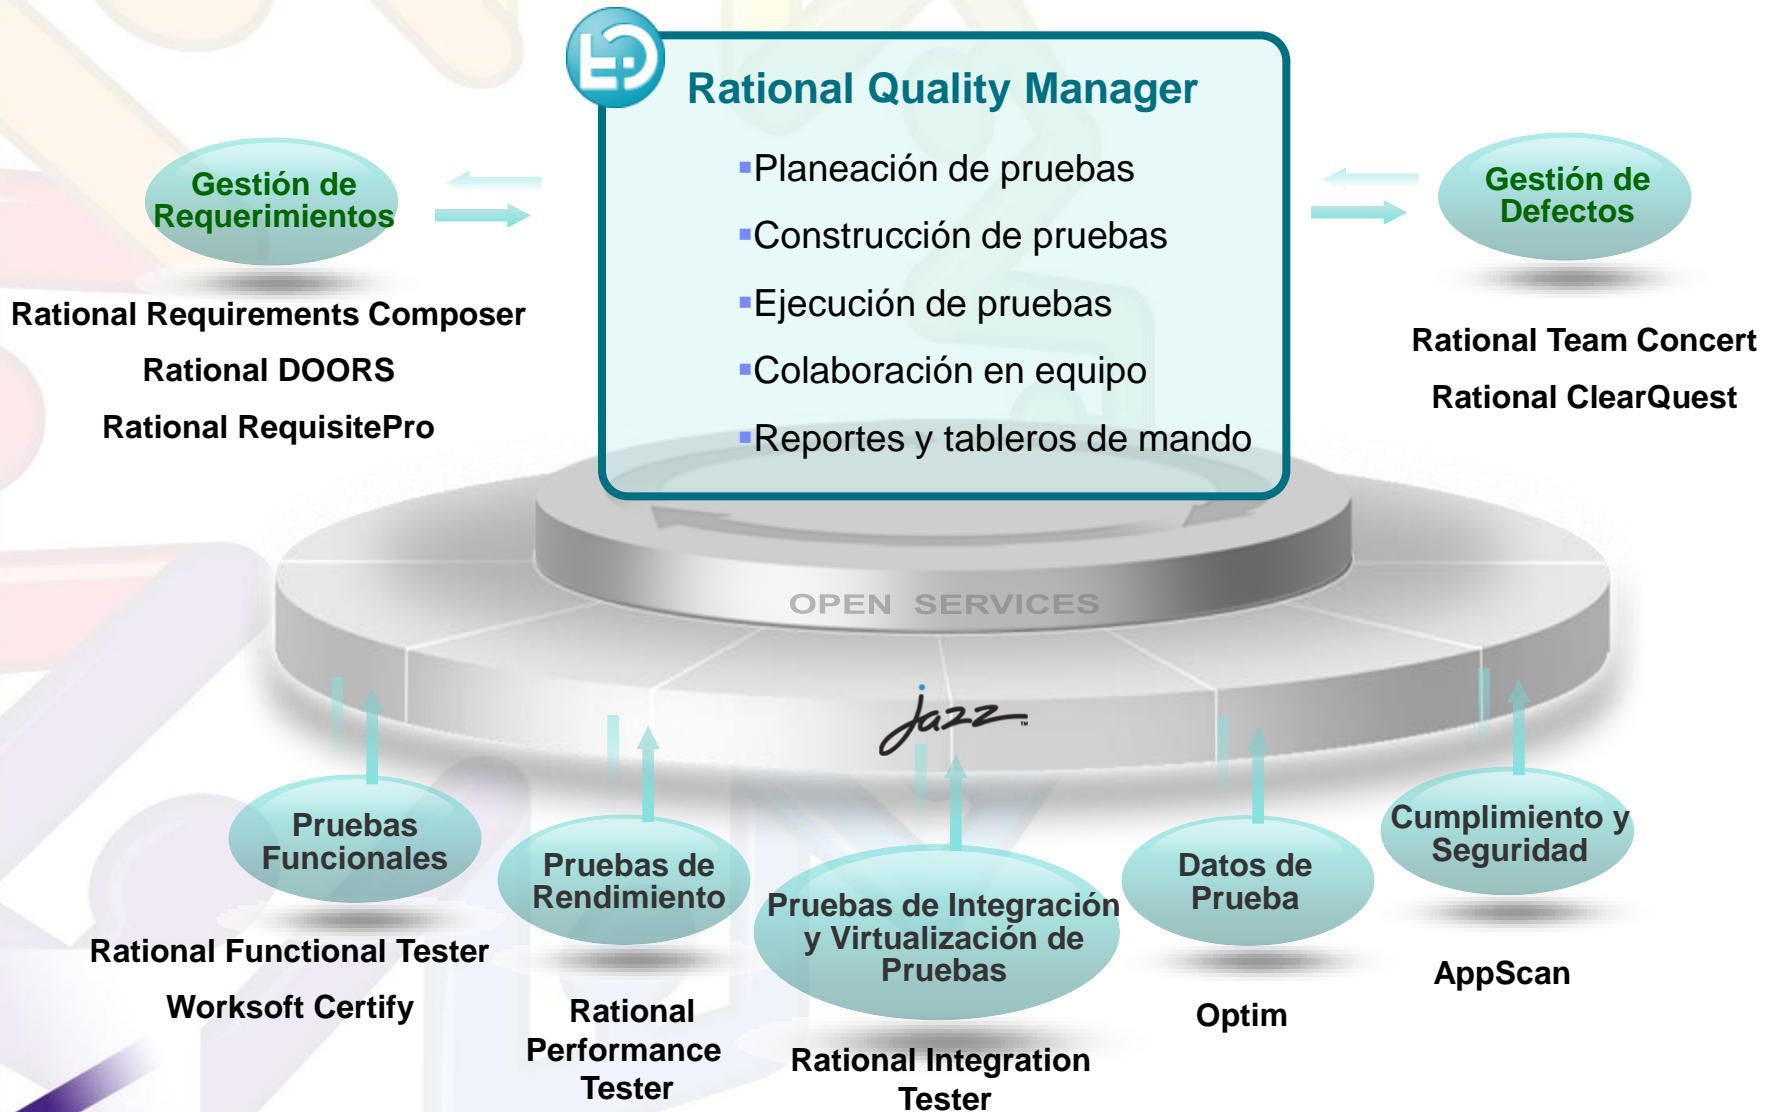 Rational Quality Manager
Planeación de pruebas
Construcción de pruebas
Ejecución de pruebas
Colaboración en equipo
Reportes y tableros de mando
Gestión de
Requerimientos
Rational Requirements Composer
Rational DOORS
Rational RequisitePro
Gestión de
Defectos
Rational Team Concert
Rational ClearQuest
OPEN SERVICES
jazz™
Pruebas
Funcionales
Rational Functional Tester
Worksoft Certify
Pruebas de
Rendimiento
Rational
Performance
Tester
Pruebas de Integración
y Virtualización de
Pruebas
Rational Integration
Tester
Datos de
Prueba
Optim
Cumplimiento y
Seguridad
AppScan